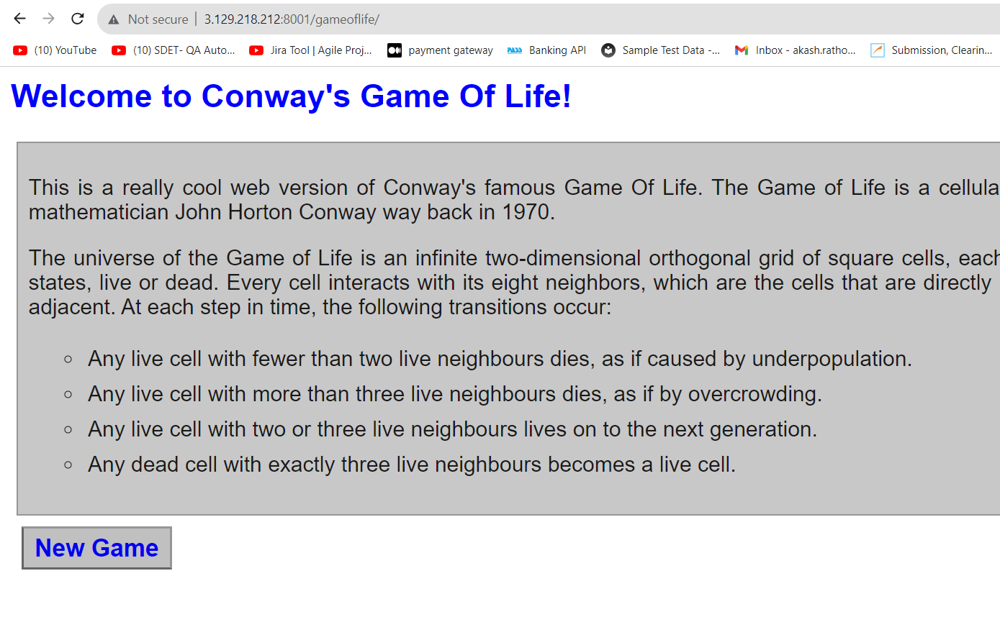 Not secure | 3.129.218.212:8001/gameoflife/
(10) YouTube (10) SDET- QA Auto... Jira Tool | Agile Proj... payment gateway PASS Banking API Sample Test Data -... Inbox - akash.ratho... Submission, Clearin...
Welcome to Conway's Game Of Life!
This is a really cool web version of Conway's famous Game Of Life. The Game of Life is a cellula
mathematician John Horton Conway way back in 1970.
The universe of the Game of Life is an infinite two-dimensional orthogonal grid of square cells, each
states, live or dead. Every cell interacts with its eight neighbors, which are the cells that are directly
adjacent. At each step in time, the following transitions occur:
Any live cell with fewer than two live neighbours dies, as if caused by underpopulation.
Any live cell with more than three live neighbours dies, as if by overcrowding.
Any live cell with two or three live neighbours lives on to the next generation.
Any dead cell with exactly three live neighbours becomes a live cell.
New Game